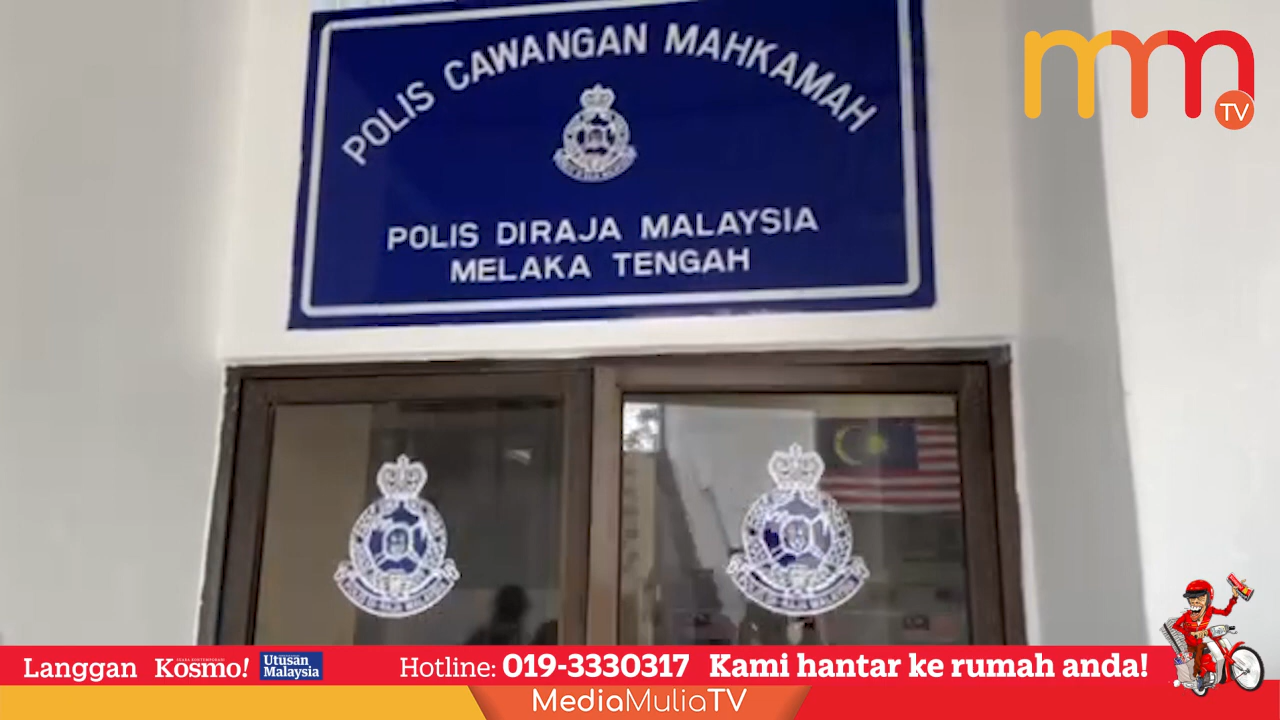 POLIS CAWANGAN MAHKAMAH
POLIS DIRAJA MALAYSIA
MELAKA TENGAH
mm TV
Langgan Kosmo! Utusan Malaysia Hotline: 019-3330317 Kami hantar ke rumah anda!
MediaMuliaTV